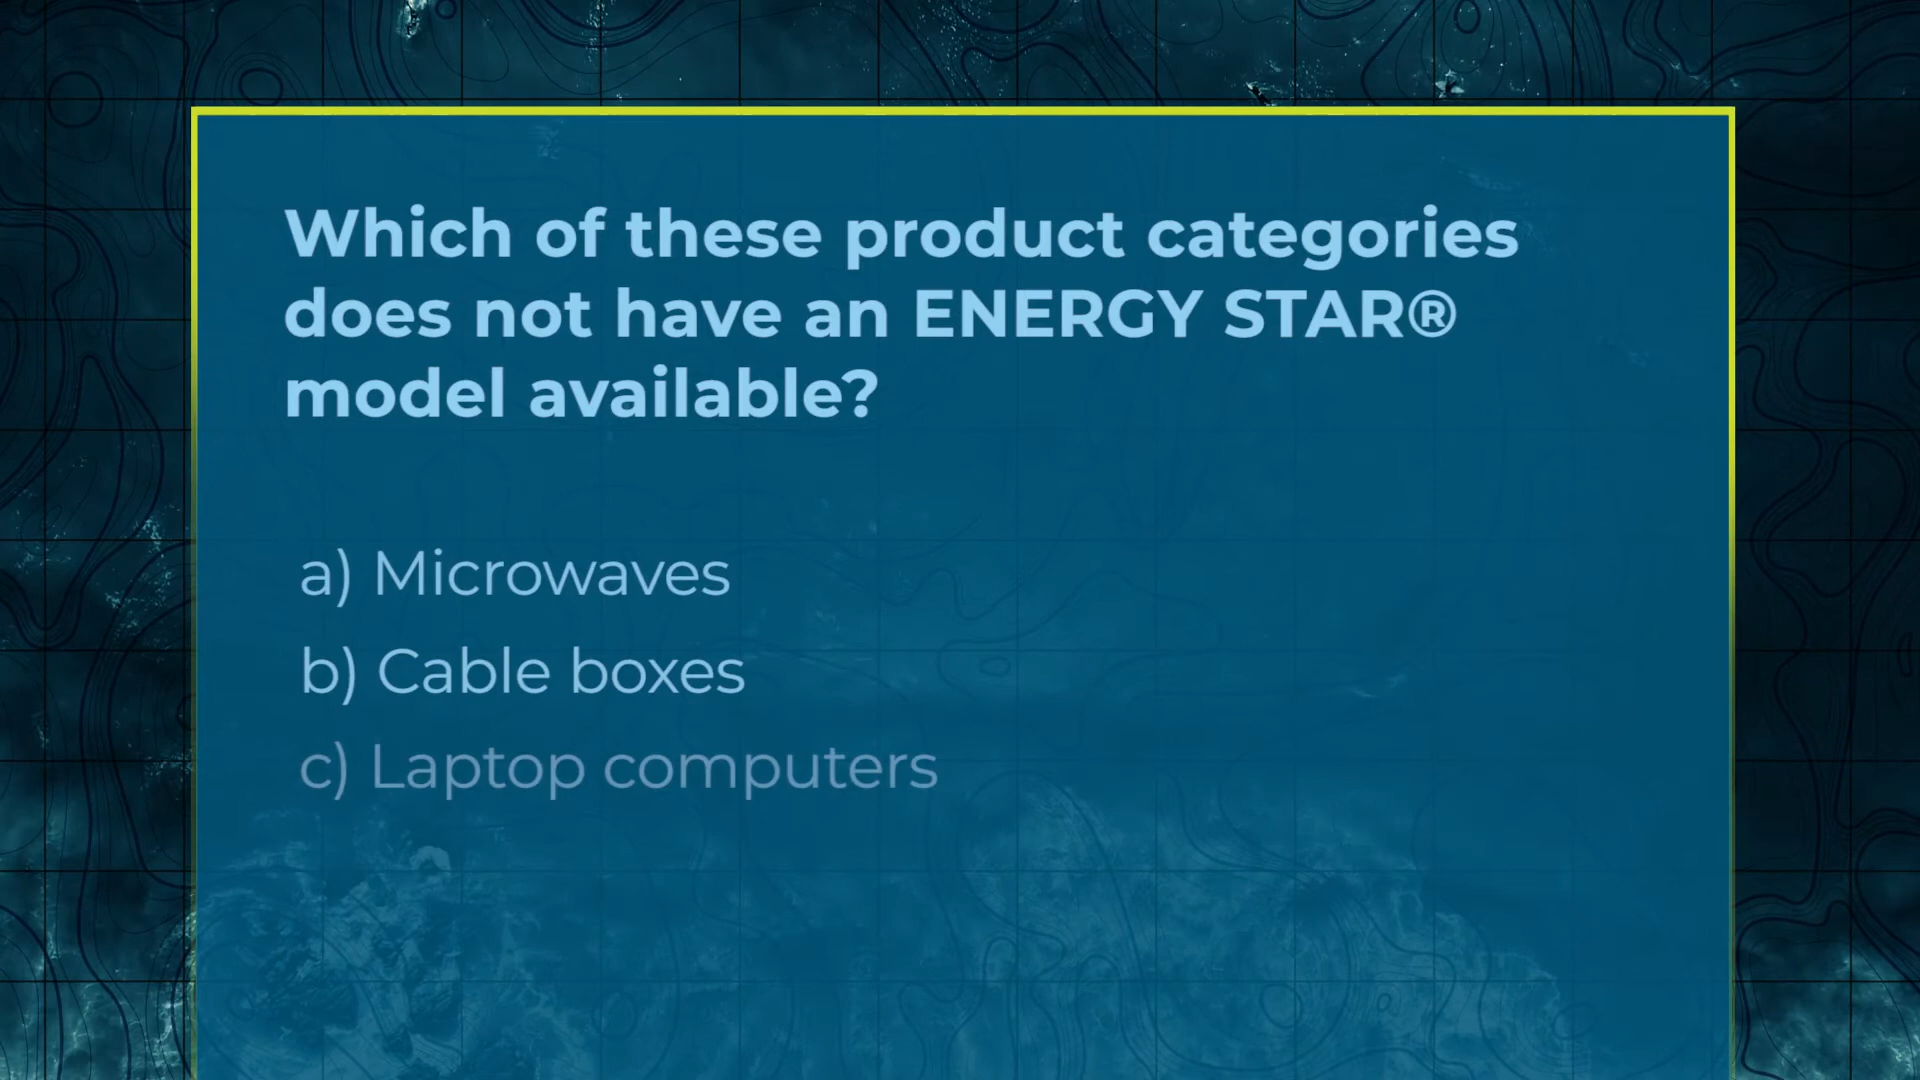 Which of these product categories
does not have an ENERGY STAR®
model available?
a) Microwaves
b) Cable boxes
c) Laptop computers